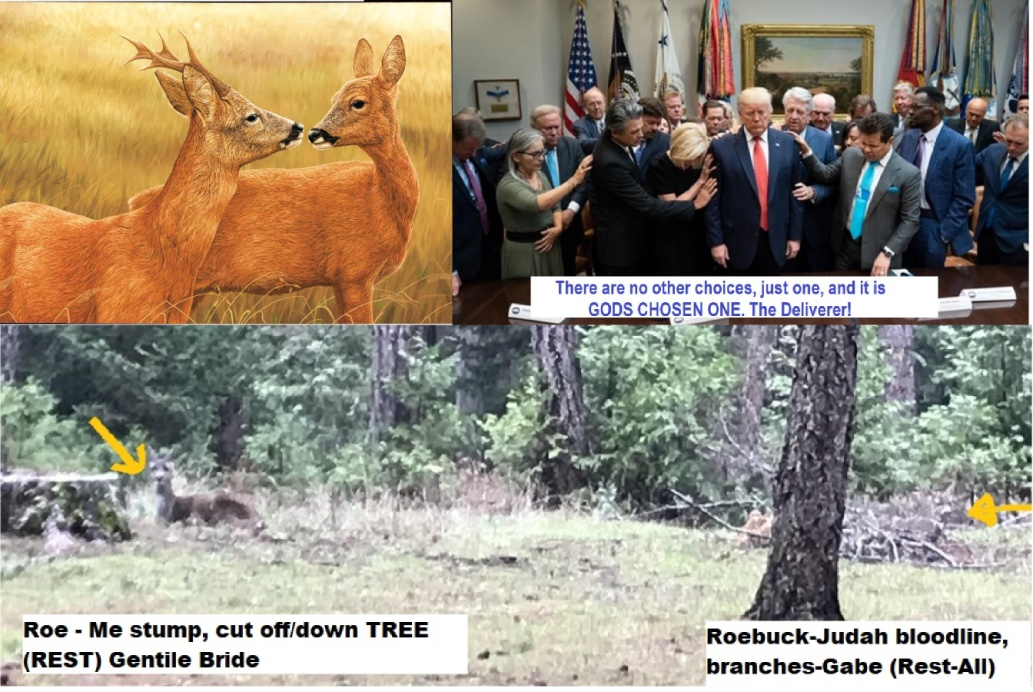 There are no other choices, just one, and it is
GODS CHOSEN ONE. The Deliverer!
Roe - Me stump, cut off/down TREE
(REST) Gentile Bride
Roebuck-Judah bloodline,
branches-Gabe (Rest-All)